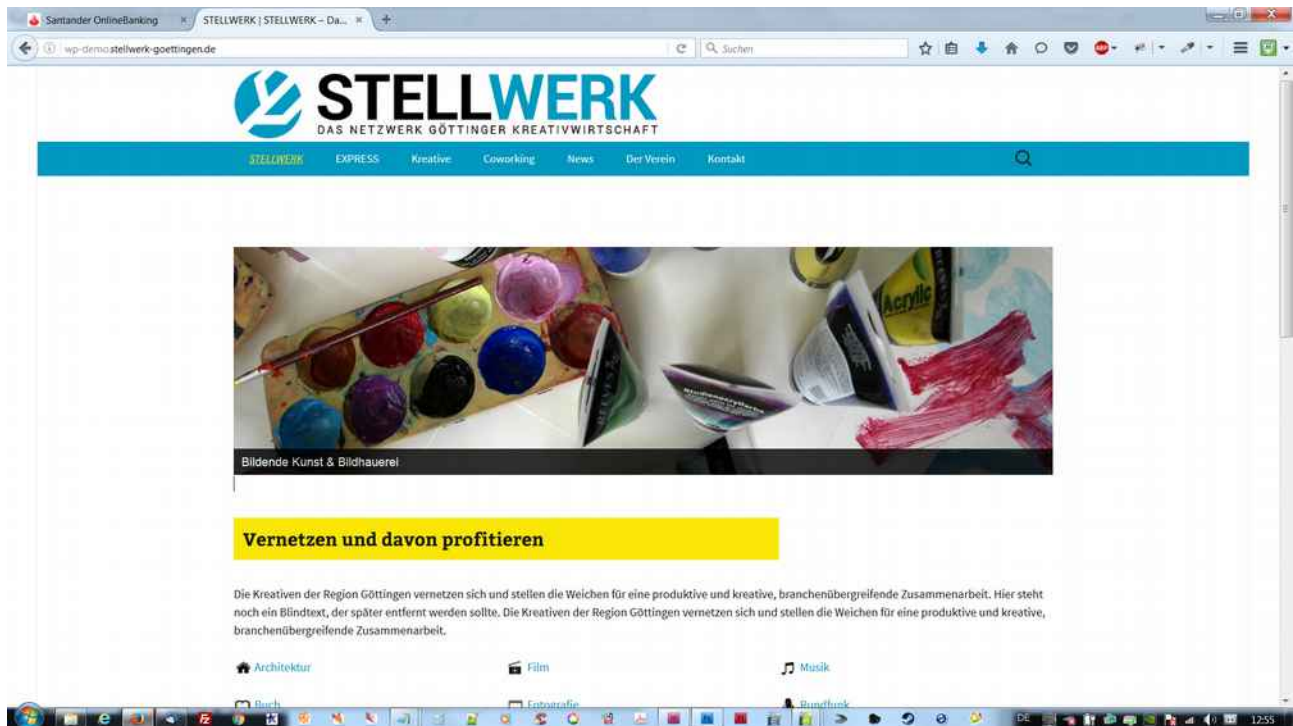 Santander OnlineBanking
STELLWERK | STELLWERK – Da...
wp-demo.stellwerk-goettingen.de
Suchen
ABP
STELLWERK
DAS NETZWERK GÖTTINGER KREATIVWIRTSCHAFT
STELLWERK EXPRESS Kreative Coworking News Der Verein Kontakt
Acrylic
Bildende Kunst & Bildhauerei
Vernetzen und davon profitieren
Die Kreativen der Region Göttingen vernetzen sich und stellen die Weichen für eine produktive und kreative, branchenübergreifende Zusammenarbeit. Hier steht
noch ein Blindtext, der später entfernt werden sollte. Die Kreativen der Region Göttingen vernetzen sich und stellen die Weichen für eine produktive und kreative,
branchenübergreifende Zusammenarbeit.
Architektur Film Musik
Buch Fotografie Rundfunk
DE 12:55